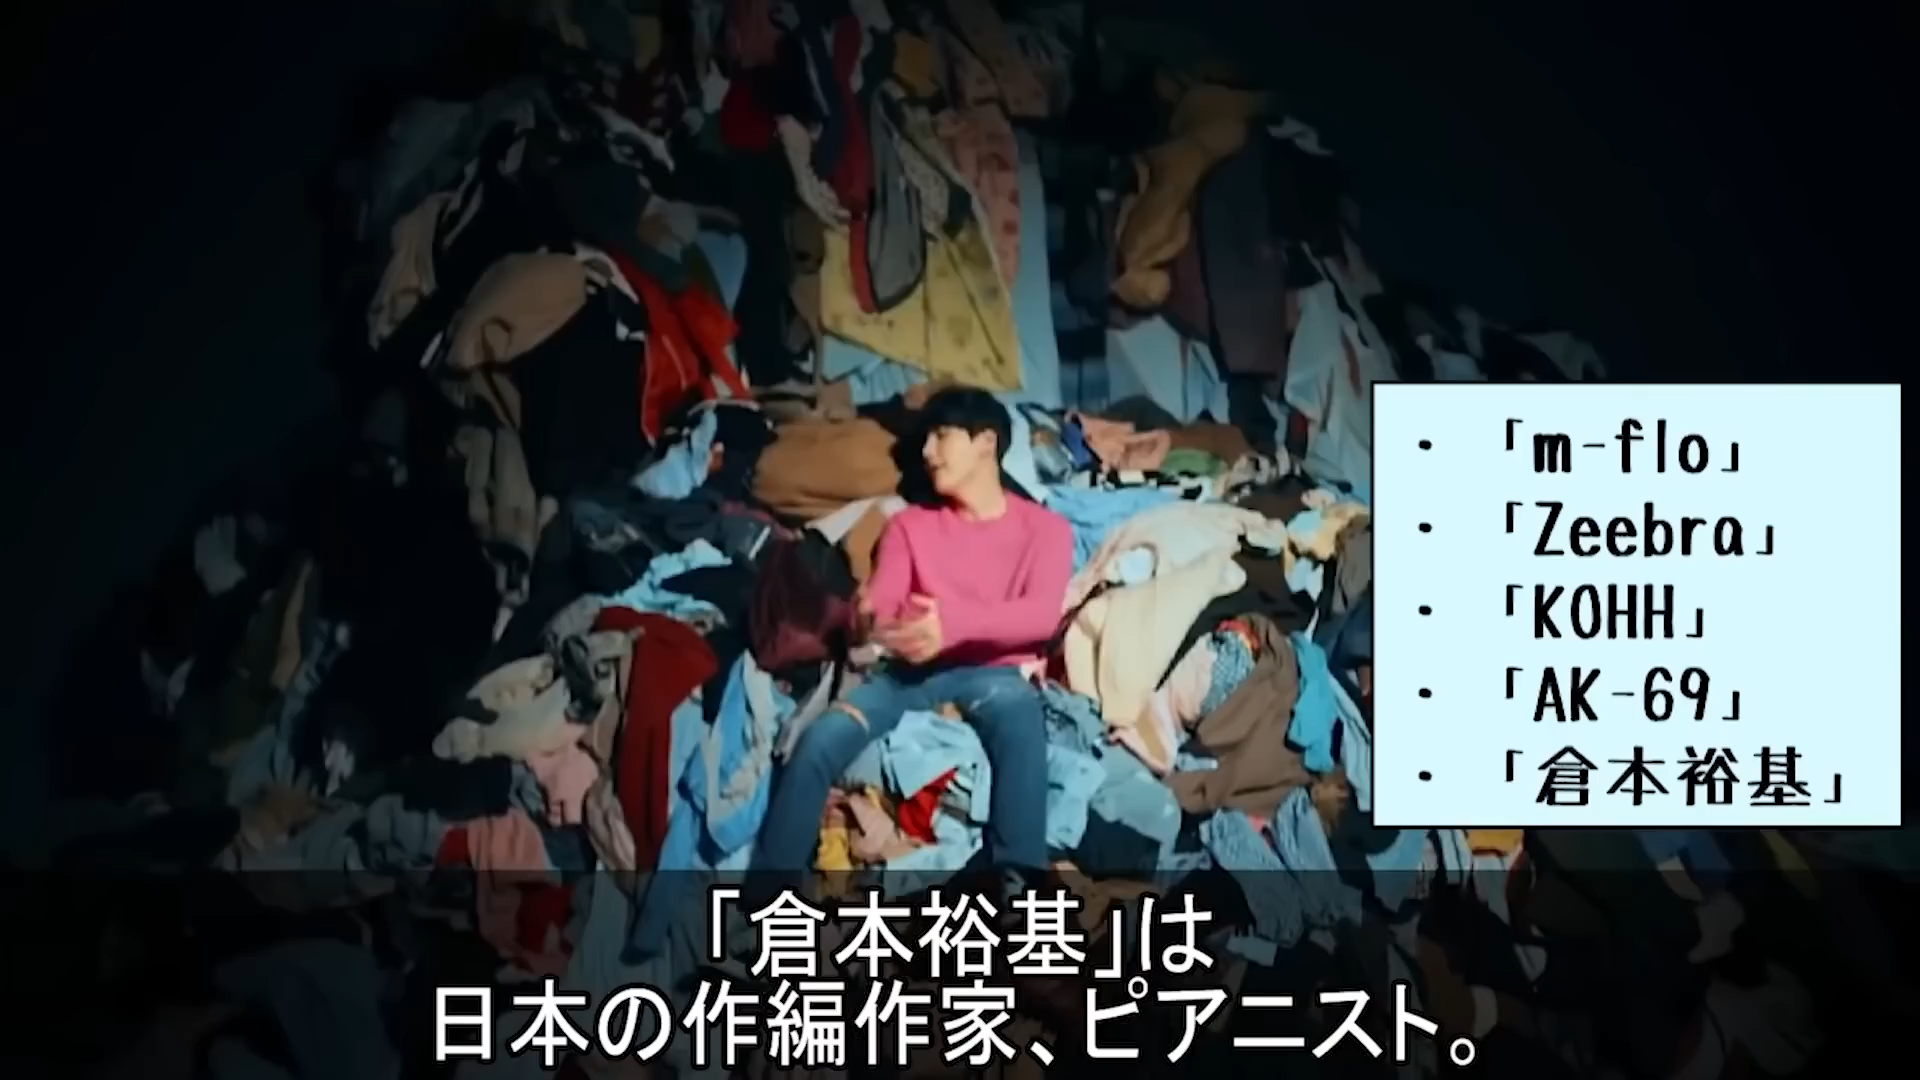 ・ 「m-flo」
・ 「Zeebra」
・ 「KOHH」
・ 「AK-69」
・ 「倉本裕基」
「倉本裕基」は
日本の作編作家、ピアニスト。